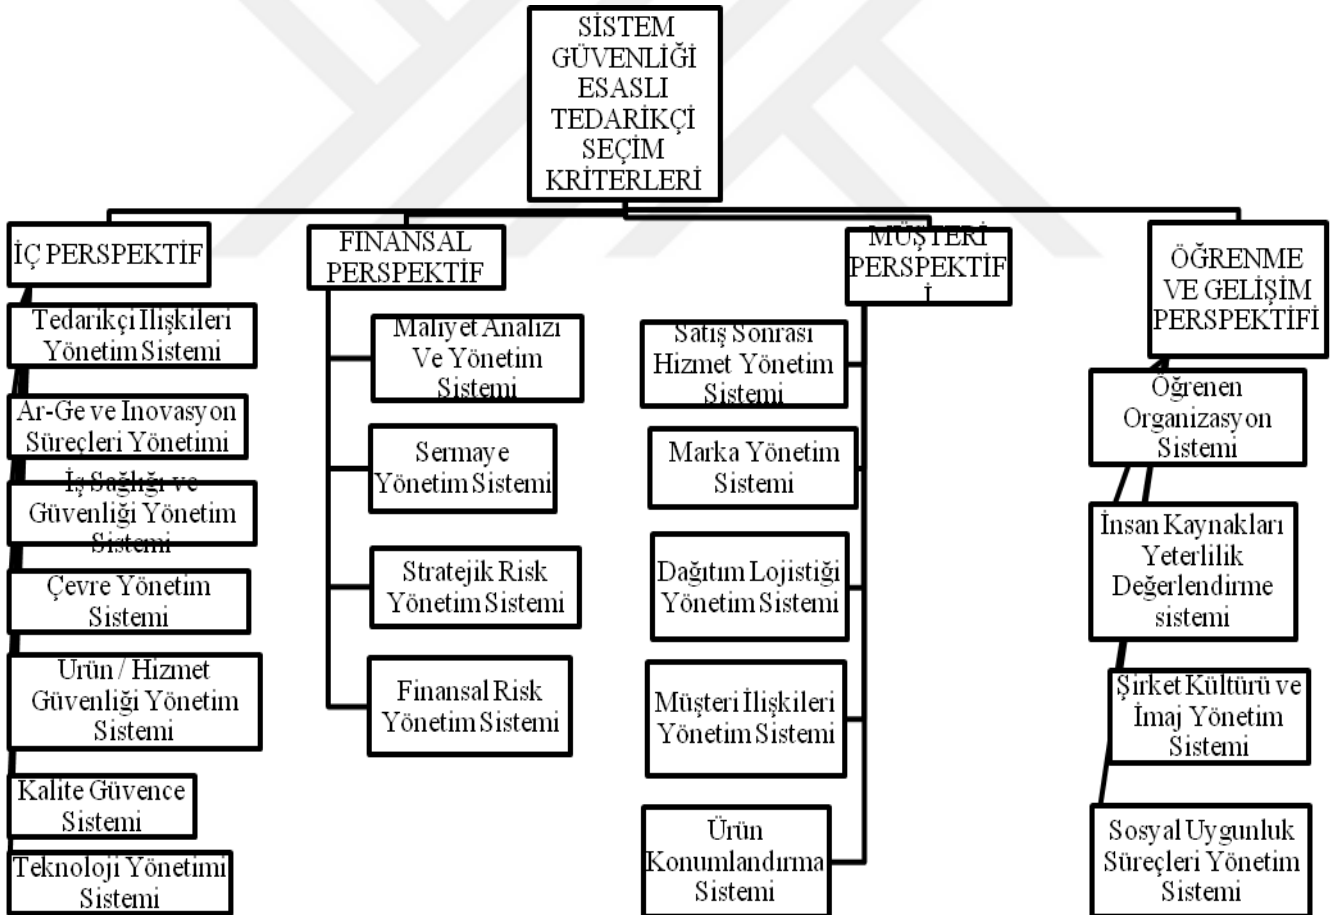 SİSTEM
GÜVENLİĞİ
ESASLI
TEDARİKÇİ
SEÇİM
KRİTERLERİ
İÇ PERSPEKTİF
Tedarikçi Ilişkileri
Yönetim Sistemi
Ar-Ge ve Inovasyon
Süreçleri Yönetimi
İş Sağlığı ve
Güvenliği Yönetim
Sistemi
Çevre Yönetim
Sistemi
Urün / Hizmet
Güvenliği Yönetim
Sistemi
Kalite Güvence
Sistemi
Teknoloji Yönetimi
Sistemi
FINANSAL
PERSPEKTİF
Maliyet Analizi
Ve Yönetim
Sistemi
Sermaye
Yönetim Sistemi
Stratejik Risk
Yönetim Sistemi
Finansal Risk
Yönetim Sistemi
MÜŞTERİ
PERSPEKTİF
İ
Satış Sonrası
Hizmet Yönetim
Sistemi
Marka Yönetim
Sistemi
Dağıtım Lojistiği
Yönetim Sistemi
Müşteri İlişkileri
Yönetim Sistemi
Ürün
Konumlandırma
Sistemi
ÖĞRENME
VE GELİŞİM
PERSPEKTİFİ
Öğrenen
Organizasyon
Sistemi
İnsan Kaynakları
Yeterlilik
Değerlendirme
sistemi
Şirket Kültürü ve
İmaj Yönetim
Sistemi
Sosyal Uygunluk
Süreçleri Yönetim
Sistemi